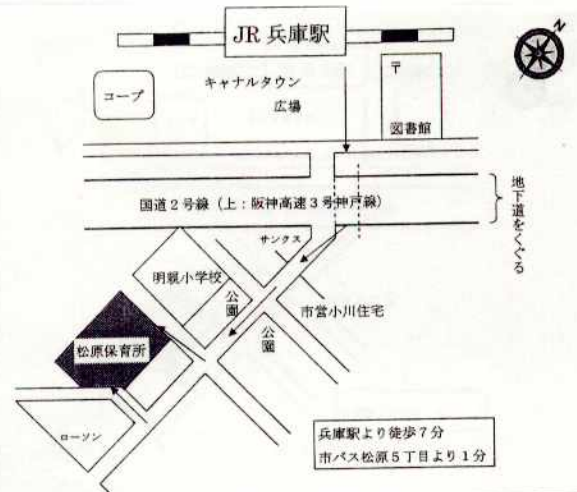 JR 兵庫駅
N
コープ
キャナルタウン
広場
〒
図書館
国道2号線(上:阪神高速3号神戸線)
地下道をくぐる
サンクス
明親小学校
公園
市営小川住宅
公園
松原保育所
ローソン
兵庫駅より徒歩7分
市バス松原5丁目より1分